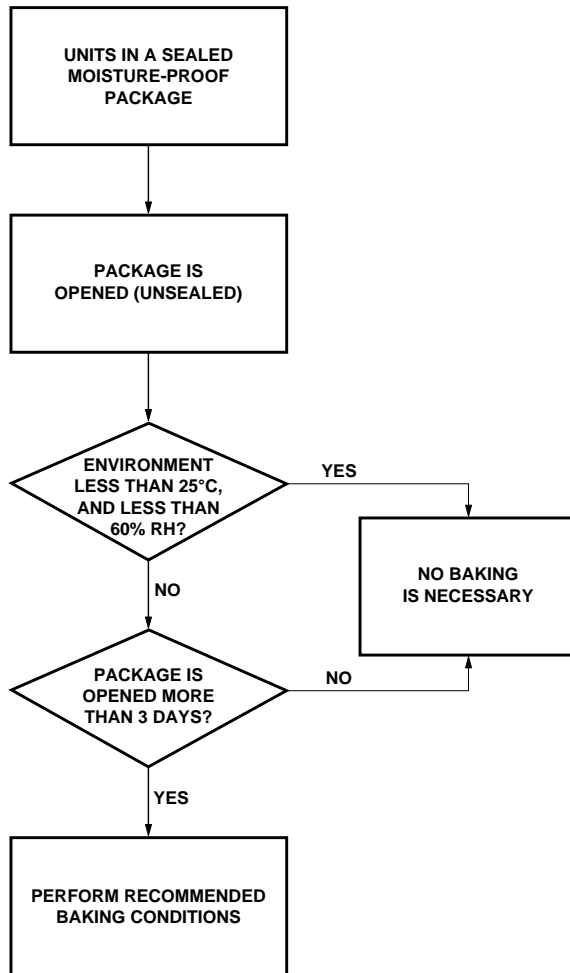 UNITS IN A SEALED
MOISTURE-PROOF
PACKAGE
PACKAGE IS
OPENED (UNSEALED)
ENVIRONMENT
LESS THAN 25°C,
AND LESS THAN
60% RH?
YES
NO BAKING
IS NECESSARY
NO
PACKAGE IS
OPENED MORE
THAN 3 DAYS?
NO
YES
PERFORM RECOMMENDED
BAKING CONDITIONS